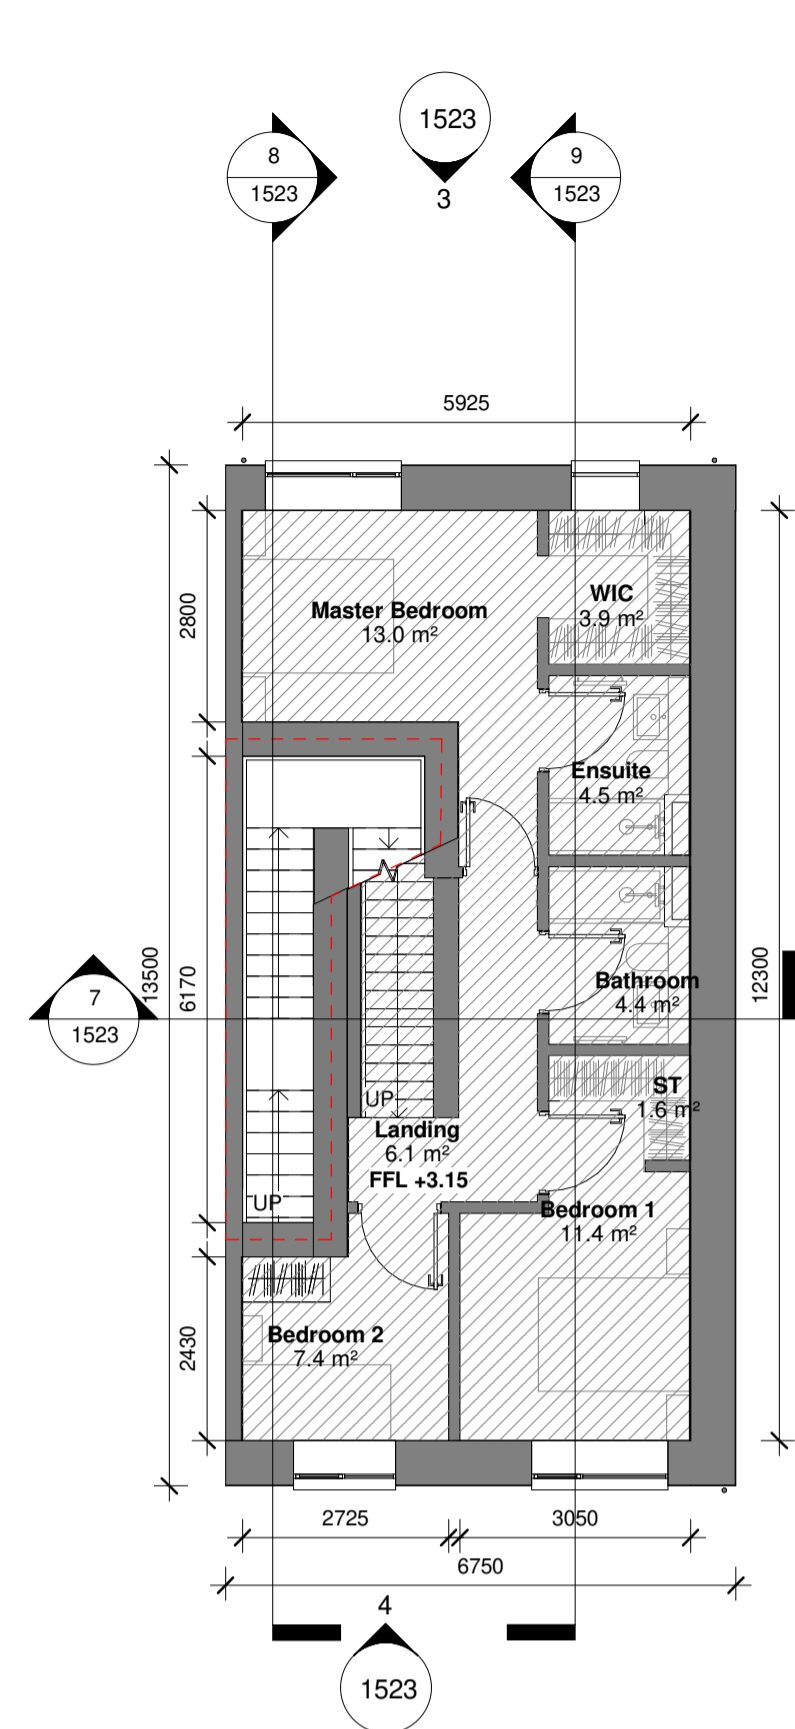 1523
3
8
1523
9
1523
5925
2800
Master Bedroom
13.0 m²
WIC
3.9 m²
Ensuite
4.5 m²
13500
6170
12300
7
1523
Bathroom
4.4 m²
UP
ST
1.6 m²
Landing
6.1 m²
FFL +3.15
UP
Bedroom 1
11.4 m²
2430
Bedroom 2
7.4 m²
2725
3050
6750
4
1523